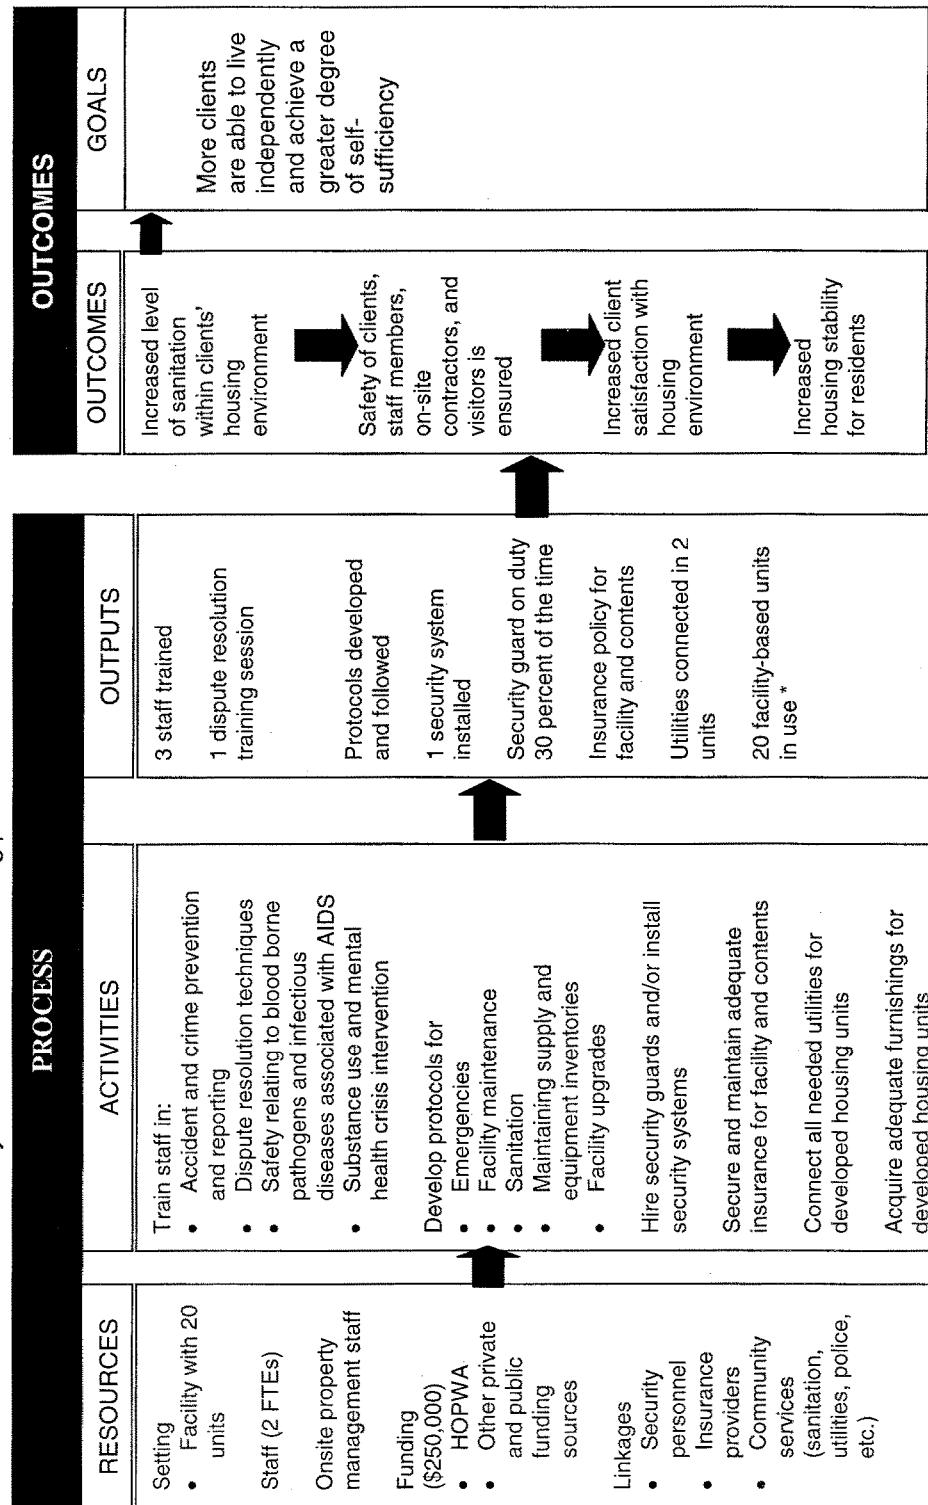 PROCESS
OUTCOMES
RESOURCES
ACTIVITIES
OUTPUTS
OUTCOMES
GOALS
Setting
• Facility with 20
units
Staff (2 FTEs)
Onsite property
management staff
Funding
($250,000)
• HOPWA
• Other private
and public
funding
sources
Linkages
• Security
personnel
• Insurance
providers
• Community
services
(sanitation,
utilities, police,
etc.)
Train staff in:
• Accident and crime prevention
and reporting
• Dispute resolution techniques
• Safety relating to blood borne
pathogens and infectious
diseases associated with AIDS
• Substance use and mental
health crisis intervention
Develop protocols for
• Emergencies
• Facility maintenance
• Sanitation
• Maintaining supply and
equipment inventories
• Facility upgrades
Hire security guards and/or install
security systems
Secure and maintain adequate
insurance for facility and contents
Connect all needed utilities for
developed housing units
Acquire adequate furnishings for
developed housing units
3 staff trained
1 dispute resolution
training session
Protocols developed
and followed
1 security system
installed
Security guard on duty
30 percent of the time
Insurance policy for
facility and contents
Utilities connected in 2
units
20 facility-based units
in use *
Increased level
of sanitation
within clients'
housing
environment
Safety of clients,
staff members,
on-site
contractors, and
visitors is
ensured
Increased client
satisfaction with
housing
environment
Increased
housing stability
for residents
More clients
are able to live
independently
and achieve a
greater degree
of self-
sufficiency